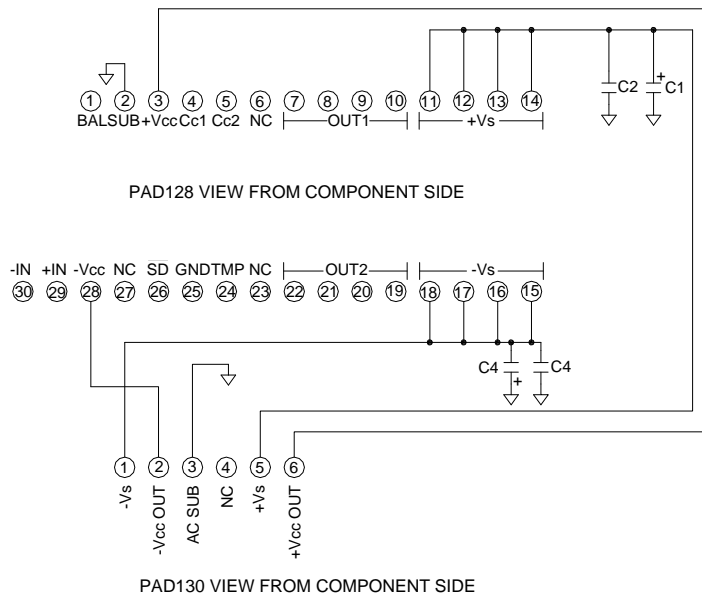 1 2 3 4 5 6 7 8 9 10 11 12 13 14
C2 + C1
BAL SUB +Vcc Cc1 Cc2 NC OUT1 +Vs
PAD128 VIEW FROM COMPONENT SIDE
-IN +IN -Vcc NC SD GND TMP NC OUT2 -Vs
30 29 28 27 26 25 24 23 22 21 20 19 18 17 16 15
C4 + C4
1 2 3 4 5 6
-Vs
-Vcc OUT
AC SUB
NC
+Vs
+Vcc OUT
PAD130 VIEW FROM COMPONENT SIDE